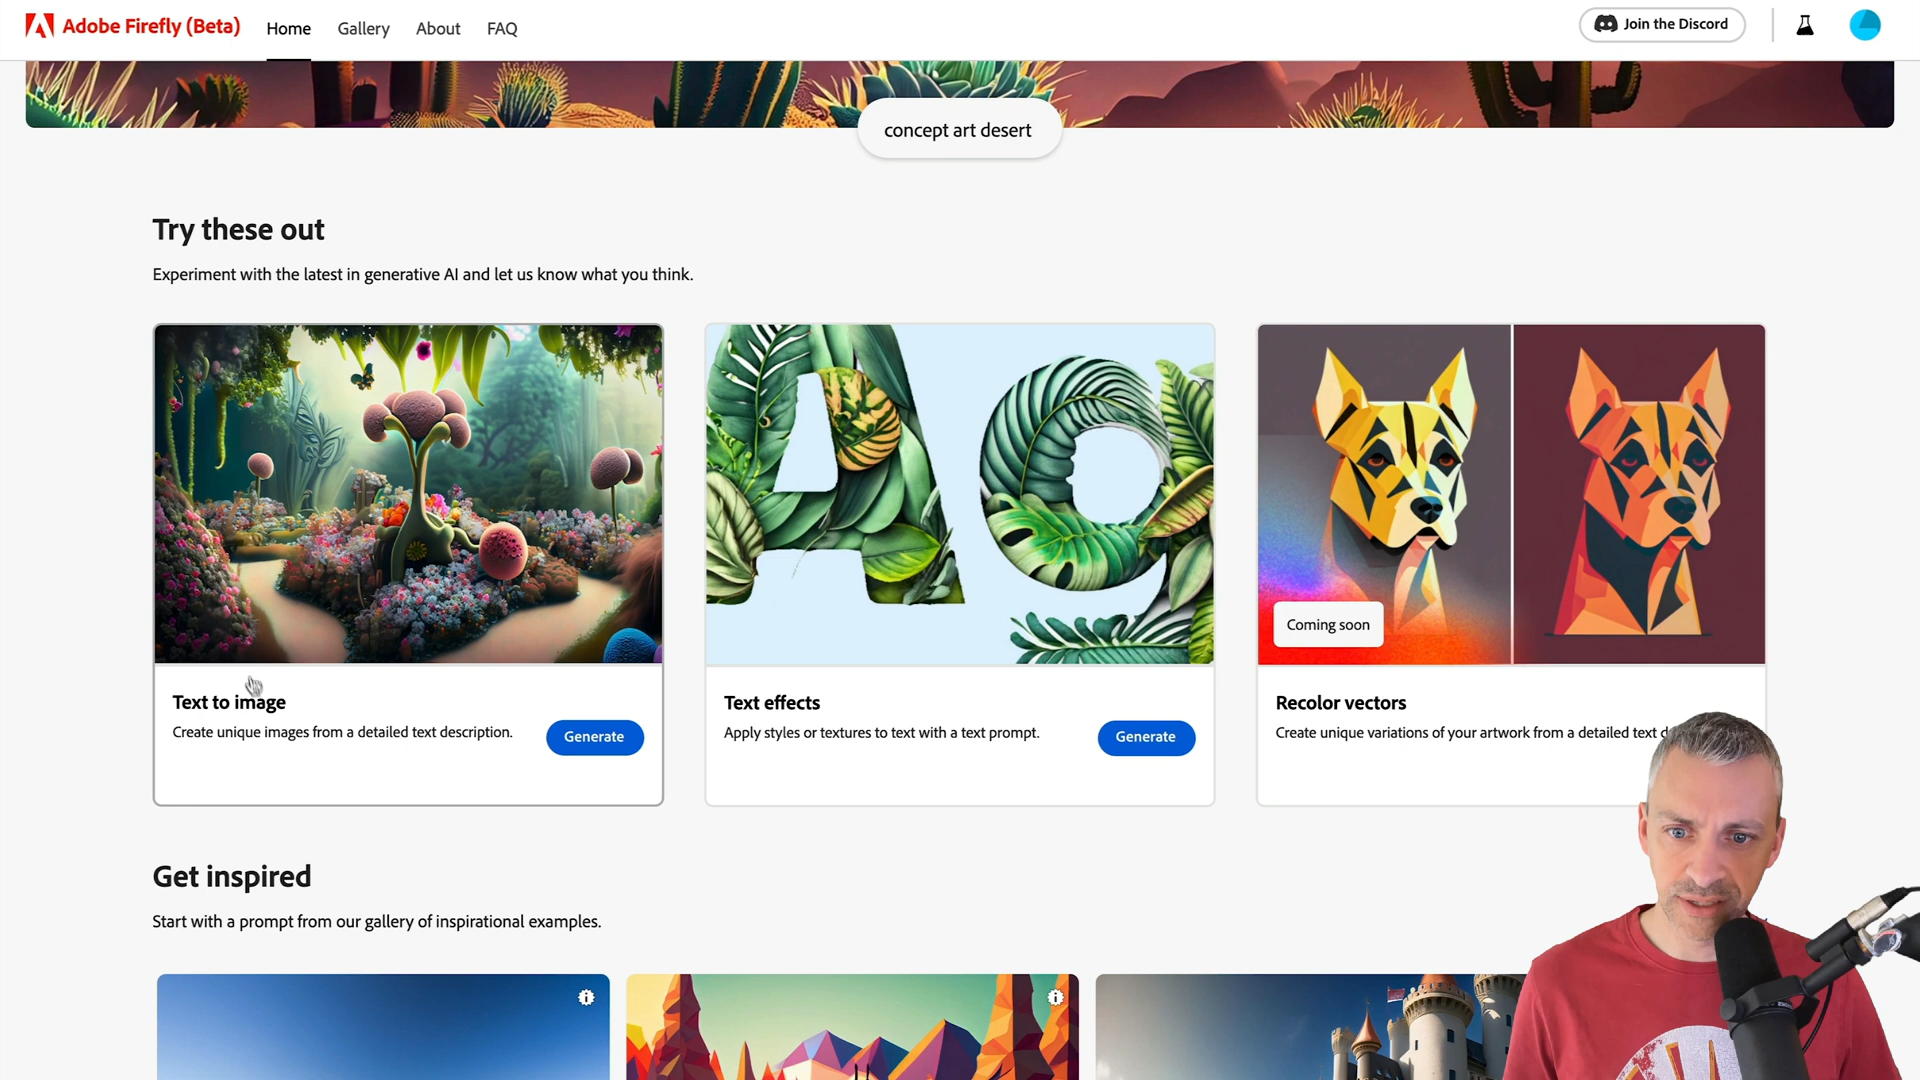 Adobe Firefly (Beta)
Home
Gallery
About
FAQ
Join the Discord
concept art desert
Try these out
Experiment with the latest in generative AI and let us know what you think.
Text to image
Create unique images from a detailed text description.
Generate
Text effects
Apply styles or textures to text with a text prompt.
Generate
Coming soon
Recolor vectors
Create unique variations of your artwork from a detailed text
Get inspired
Start with a prompt from our gallery of inspirational examples.